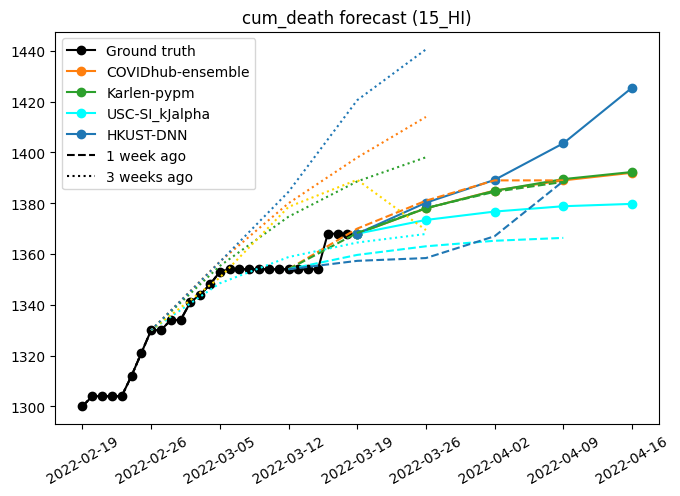 cum_death forecast (15_HI)
Ground truth
COVIDhub-ensemble
Karlen-pypm
USC-SI_kJalpha
HKUST-DNN
1 week ago
3 weeks ago
1440
1420
1400
1380
1360
1340
1320
1300
2022-02-19
2022-02-26
2022-03-05
2022-03-12
2022-03-19
2022-03-26
2022-04-02
2022-04-09
2022-04-16